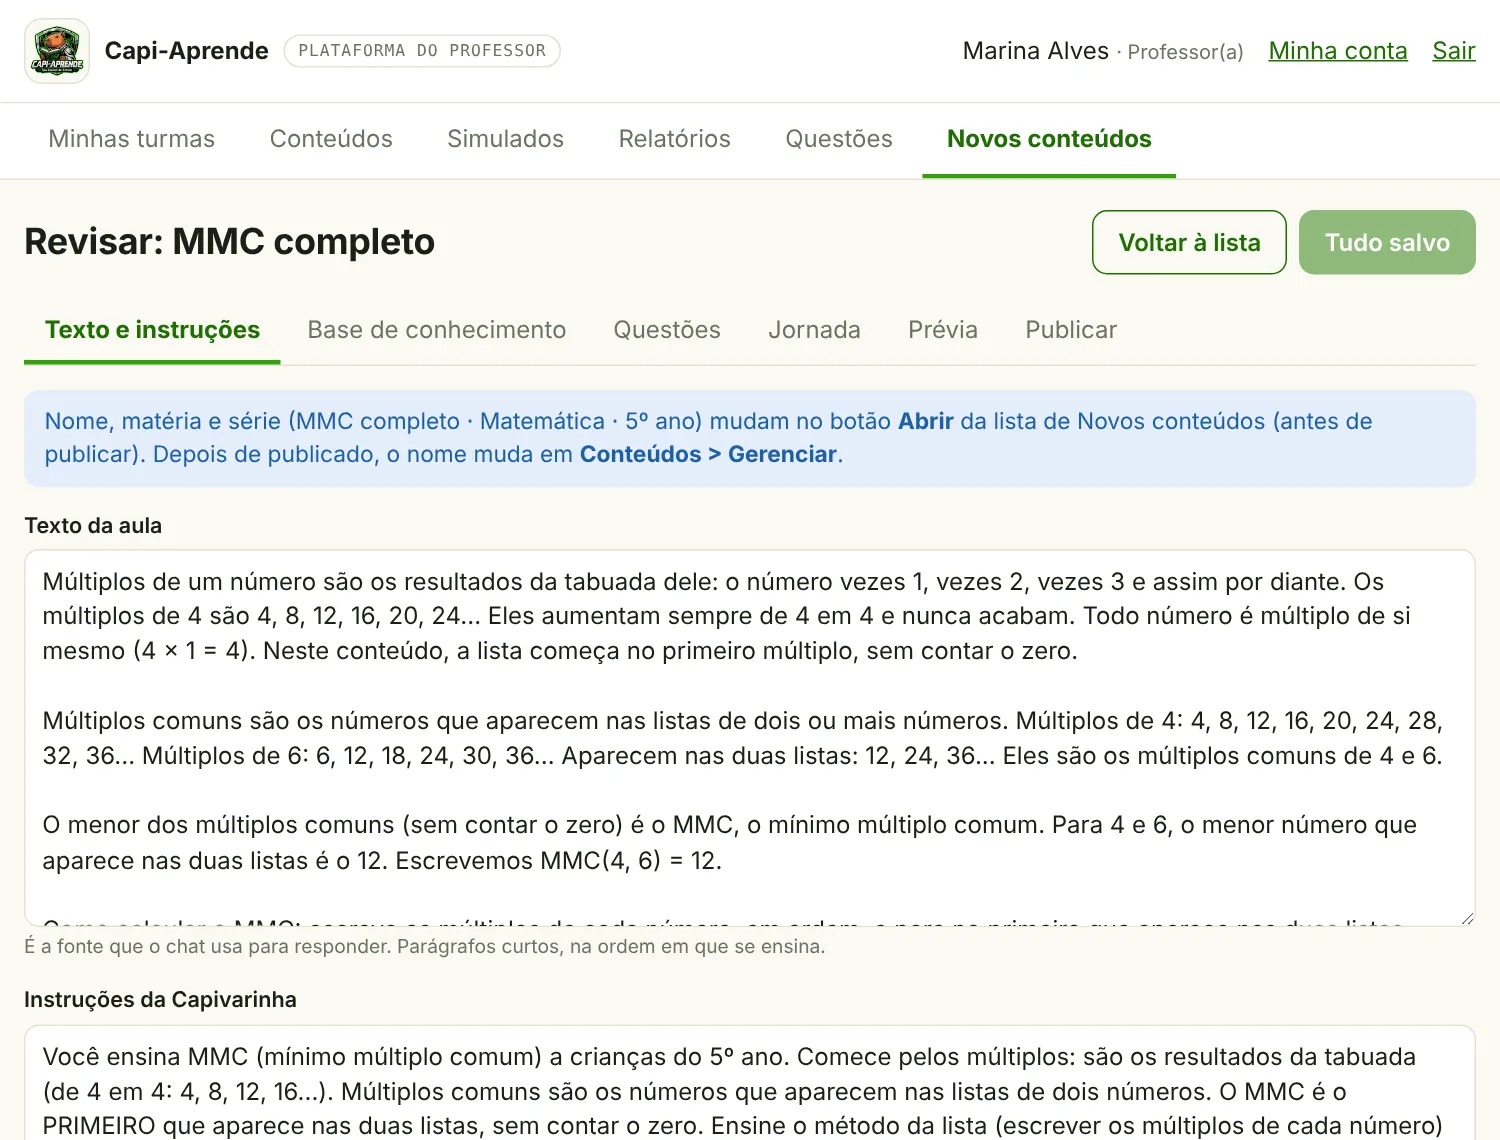 CAPI-APRENDE
Capi-Aprende
PLATAFORMA DO PROFESSOR
Marina Alves · Professor(a)
Minha conta
Sair
Minhas turmas
Conteúdos
Simulados
Relatórios
Questões
Novos conteúdos
Revisar: MMC completo
Voltar à lista
Tudo salvo
Texto e instruções
Base de conhecimento
Questões
Jornada
Prévia
Publicar
Nome, matéria e série (MMC completo · Matemática · 5º ano) mudam no botão Abrir da lista de Novos conteúdos (antes de
publicar). Depois de publicado, o nome muda em Conteúdos > Gerenciar.
Texto da aula
Múltiplos de um número são os resultados da tabuada dele: o número vezes 1, vezes 2, vezes 3 e assim por diante. Os
múltiplos de 4 são 4, 8, 12, 16, 20, 24... Eles aumentam sempre de 4 em 4 e nunca acabam. Todo número é múltiplo de si
mesmo (4 × 1 = 4). Neste conteúdo, a lista começa no primeiro múltiplo, sem contar o zero.
Múltiplos comuns são os números que aparecem nas listas de dois ou mais números. Múltiplos de 4: 4, 8, 12, 16, 20, 24, 28,
32, 36... Múltiplos de 6: 6, 12, 18, 24, 30, 36... Aparecem nas duas listas: 12, 24, 36... Eles são os múltiplos comuns de 4 e 6.
O menor dos múltiplos comuns (sem contar o zero) é o MMC, o mínimo múltiplo comum. Para 4 e 6, o menor número que
aparece nas duas listas é o 12. Escrevemos MMC(4, 6) = 12.
É a fonte que o chat usa para responder. Parágrafos curtos, na ordem em que se ensina.
Instruções da Capivarinha
Você ensina MMC (mínimo múltiplo comum) a crianças do 5º ano. Comece pelos múltiplos: são os resultados da tabuada
(de 4 em 4: 4, 8, 12, 16...). Múltiplos comuns são os números que aparecem nas listas de dois números. O MMC é o
PRIMEIRO que aparece nas duas listas, sem contar o zero. Ensine o método da lista (escrever os múltiplos de cada número)